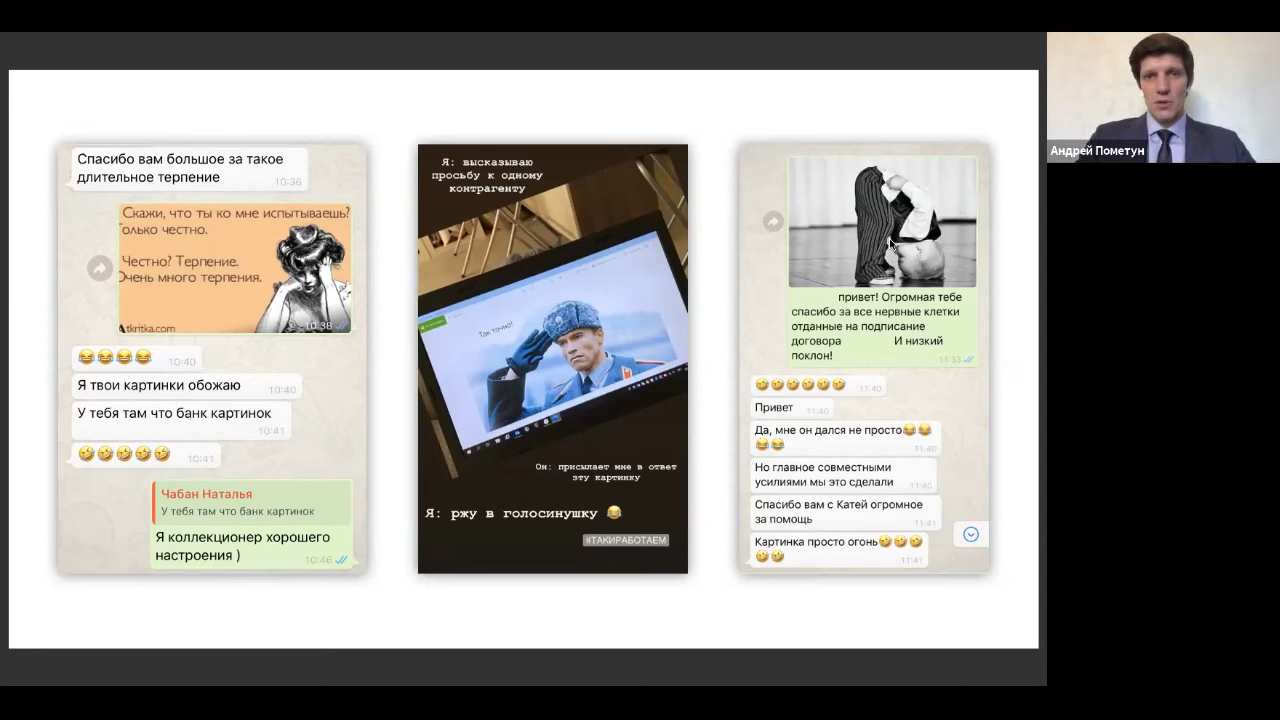 Спасибо вам большое за такое
длительное терпение
10:36
Скажи, что ты ко мне испытываешь?
олько честно.
Честно? Терпение.
Очень много терпения.
tkritka.com
10:38
10:40
Я твои картинки обожаю
10:40
У тебя там что банк картинок
10:41
10:41
Чабан Наталья
У тебя там что банк картинок
Я коллекционер хорошего
настроения )
10:46
Я: высказываю
просьбу к одному
контрагенту
Так точно!
Он: присылает мне в ответ
эту картинку
Я: ржу в голосинушку 😂
#ТАКИРАБОТАЕМ
привет! Огромная тебе
спасибо за все нервные клетки
отданные на подписание
договора И низкий
поклон!
11:33
🤣🤣🤣🤣🤣🤣
11:40
Привет
11:40
Да, мне он дался не просто😂😂
😂😂
11:40
Но главное совместными
усилиями мы это сделали
11:40
Спасибо вам с Катей огромное
за помощь
11:41
Картинка просто огонь🤣🤣🤣
🤣🤣
11:41
Андрей Пометун